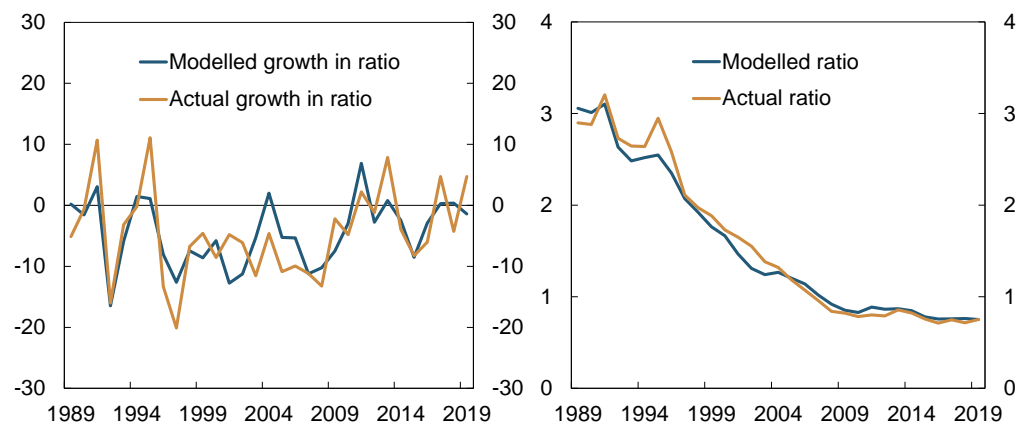 30 30 4 4
Modelled growth in ratio Modelled ratio
20 20
Actual growth in ratio Actual ratio
3 3
10 10
0 0 2 2
-10 -10
1 1
-20 -20
-30 -30 0 0
1989 1994 1999 2004 2009 2014 2019 1989 1994 1999 2004 2009 2014 2019